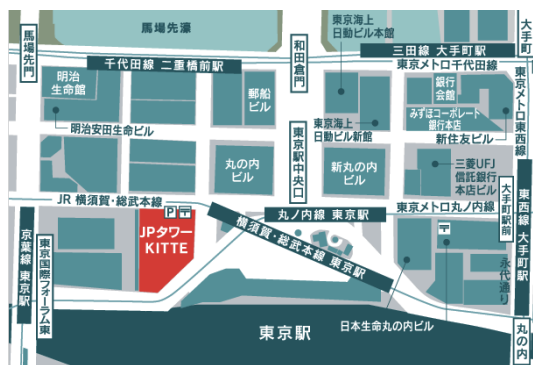 馬場先濠
馬場先門
和田倉門
東京海上
日動ビル本館
三田線 大手町駅
大手町
千代田線 二重橋前駅
東京メトロ千代田線
明治
生命館
郵船
ビル
銀行
会館
みずほコーポレート
銀行本店
東京メトロ東西線
明治安田生命ビル
東京海上
日動ビル新館
新住友ビル
東京駅中央口
丸の内
ビル
新丸の内
ビル
三菱UFJ
信託銀行
本店ビル
JR 横須賀・総武本線
丸ノ内線 東京駅
東京メトロ丸ノ内線
大手町駅前
東西線 大手町駅
P 〒
JPタワー
KITTE
横須賀・総武本線 東京駅
〒
京葉線 東京駅
東京国際フォーラム東
永代通り
日本生命丸の内ビル
東京駅
丸の内